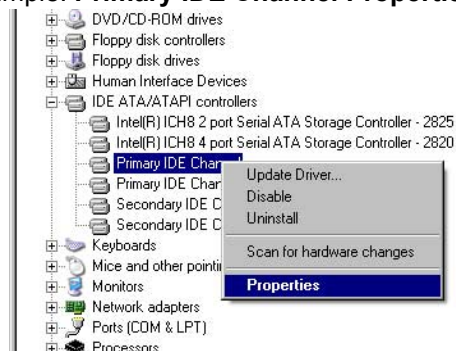 Primary IDE Channel
DVD/CD-ROM drives
Floppy disk controllers
Floppy disk drives
Human Interface Devices
IDE ATA/ATAPI controllers
Intel(R) ICH8 2 port Serial ATA Storage Controller - 2825
Intel(R) ICH8 4 port Serial ATA Storage Controller - 2820
Primary IDE Chan
Primary IDE Chan
Secondary IDE C
Secondary IDE C
Update Driver...
Disable
Uninstall
Scan for hardware changes
Properties
Keyboards
Mice and other pointi
Monitors
Network adapters
Ports (COM & LPT)
Processors